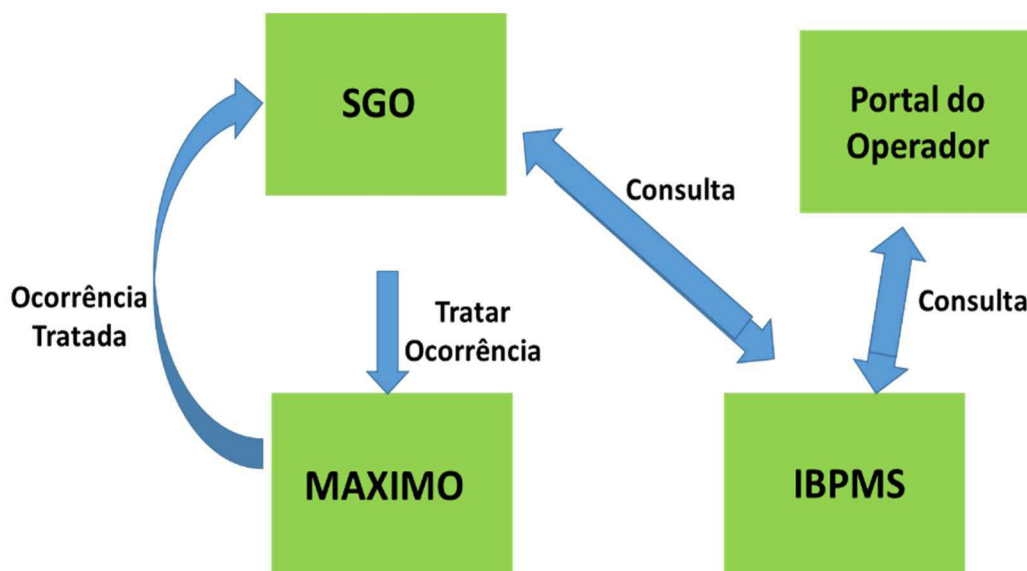 SGO
Portal do
Operador
Consulta
Ocorrência
Tratada
Tratar
Ocorrência
Consulta
MAXIMO
IBPMS